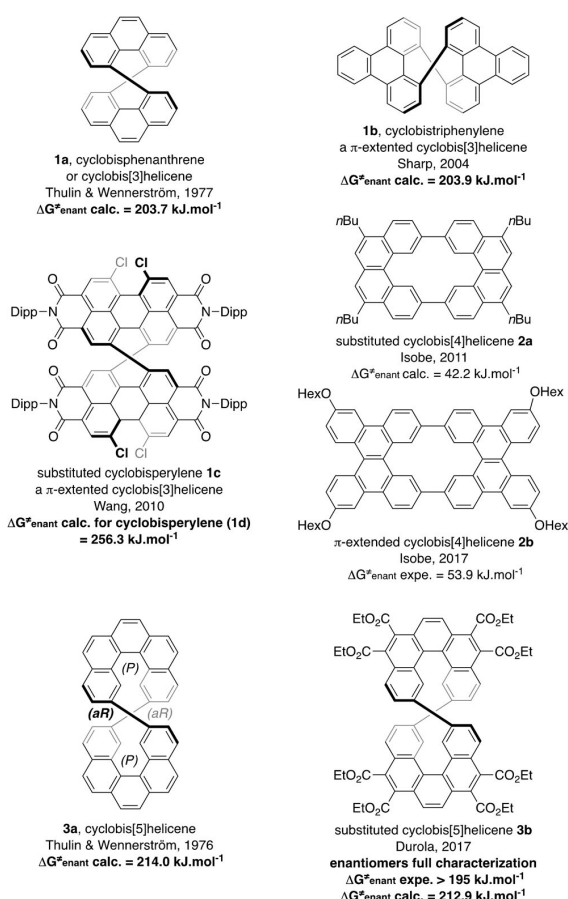 1a, cyclobisphenanthrene
or cyclobis[3]helicene
Thulin & Wennerström, 1977
ΔG≠enant calc. = 203.7 kJ.mol-1
1b, cyclobistriphenylene
a π-extented cyclobis[3]helicene
Sharp, 2004
ΔG≠enant calc. = 203.9 kJ.mol-1
Cl Cl
O O
Dipp–N N–Dipp
O O
O O
Dipp–N N–Dipp
O O
Cl Cl
substituted cyclobisperylene 1c
a π-extented cyclobis[3]helicene
Wang, 2010
ΔG≠enant calc. for cyclobisperylene (1d)
= 256.3 kJ.mol-1
nBu nBu
nBu nBu
substituted cyclobis[4]helicene 2a
Isobe, 2011
ΔG≠enant calc. = 42.2 kJ.mol-1
HexO OHex
HexO OHex
π-extended cyclobis[4]helicene 2b
Isobe, 2017
ΔG≠enant expe. = 53.9 kJ.mol-1
(P)
(aR) (aR)
(P)
3a, cyclobis[5]helicene
Thulin & Wennerström, 1976
ΔG≠enant calc. = 214.0 kJ.mol-1
EtO2C CO2Et
EtO2C CO2Et
EtO2C CO2Et
EtO2C CO2Et
substituted cyclobis[5]helicene 3b
Durola, 2017
enantiomers full characterization
ΔG≠enant expe. > 195 kJ.mol-1
ΔG≠enant calc. = 212.9 kJ.mol-1